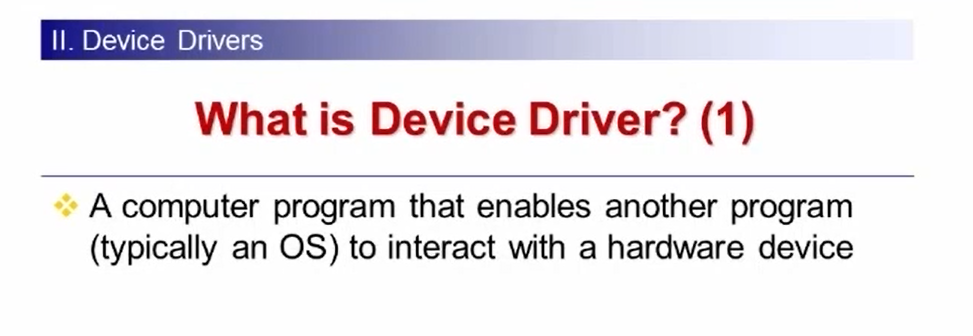 II. Device Drivers
What is Device Driver? (1)
A computer program that enables another program
(typically an OS) to interact with a hardware device